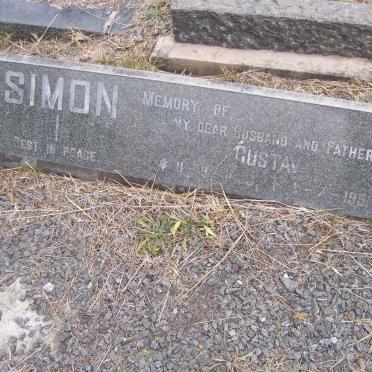 SIMON
REST IN PEACE
MEMORY OF
MY DEAR HUSBAND AND FATHER
GUSTAV